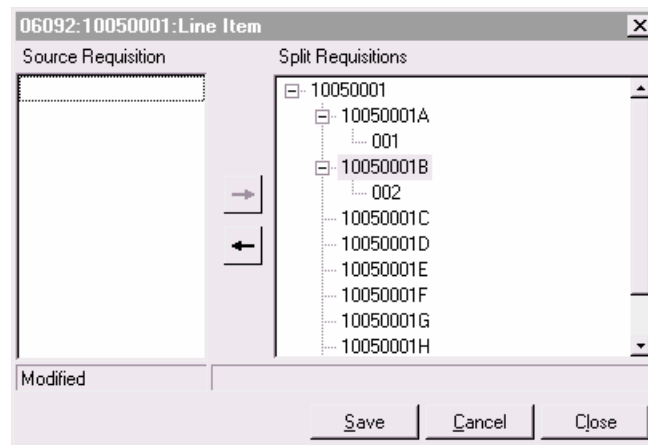 06092:10050001:Line Item
Source Requisition
Split Requisitions
10050001
10050001A
001
10050001B
002
10050001C
10050001D
10050001E
10050001F
10050001G
10050001H
Modified
Save
Cancel
Close